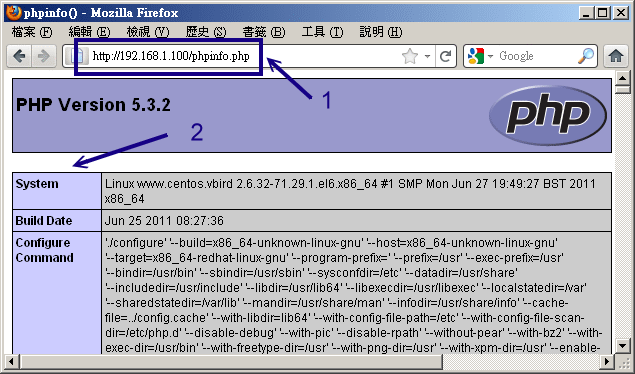 phpinfo() - Mozilla Firefox
檔案 (F) 編輯 (E) 檢視 (V) 歷史 (S) 書籤 (B) 工具 (T) 說明 (H)
http://192.168.1.100/phpinfo.php
Google
1
PHP Version 5.3.2
php
2
System
Linux www.centos.vbird 2.6.32-71.29.1.el6.x86_64 #1 SMP Mon Jun 27 19:49:27 BST 2011
x86_64
Build Date
Jun 25 2011 08:27:36
Configure
Command
'./configure' '--build=x86_64-unknown-linux-gnu' '--host=x86_64-unknown-linux-gnu'
'--target=x86_64-redhat-linux-gnu' '--program-prefix=' '--prefix=/usr' '--exec-prefix=/usr'
'--bindir=/usr/bin' '--sbindir=/usr/sbin' '--sysconfdir=/etc' '--datadir=/usr/share'
'--includedir=/usr/include' '--libdir=/usr/lib64' '--libexecdir=/usr/libexec' '--localstatedir=/var'
'--sharedstatedir=/var/lib' '--mandir=/usr/share/man' '--infodir=/usr/share/info' '--cache-
file=../config.cache' '--with-libdir=lib64' '--with-config-file-path=/etc' '--with-config-file-scan-
dir=/etc/php.d' '--disable-debug' '--with-pic' '--disable-rpath' '--without-pear' '--with-bz2' '--with-
exec-dir=/usr/bin' '--with-freetype-dir=/usr' '--with-png-dir=/usr' '--with-xpm-dir=/usr' '--enable-